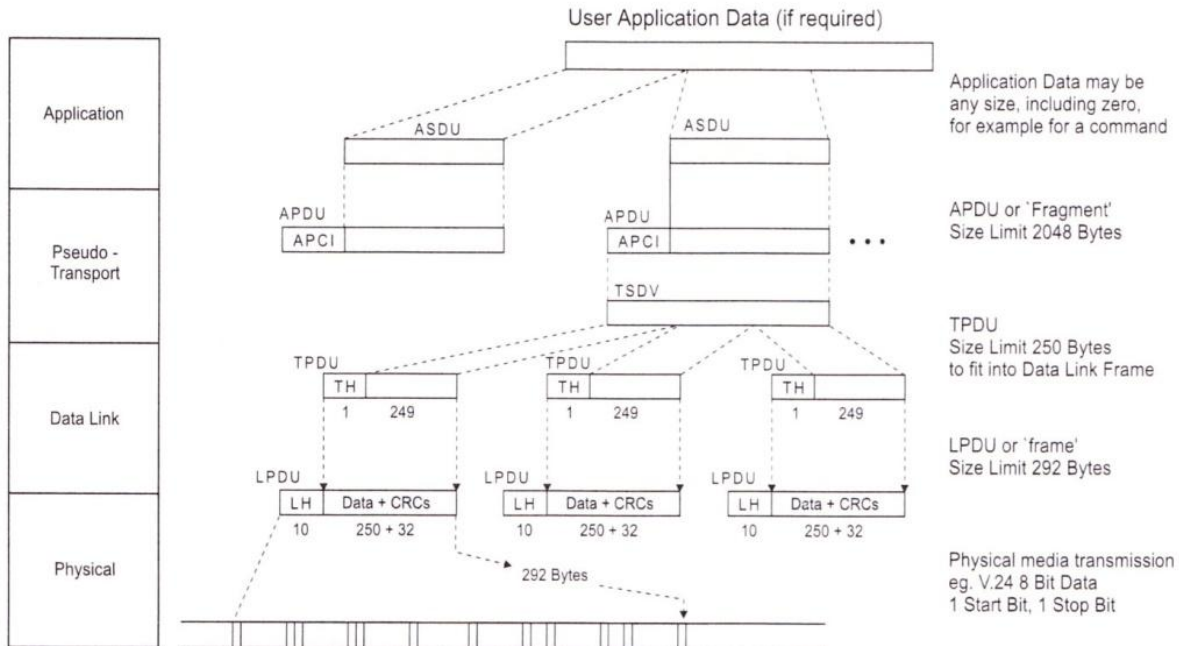 User Application Data (if required)
Application
Application Data may be
any size, including zero,
for example for a command
ASDU
ASDU
Pseudo -
Transport
APDU
APCI
APDU
APCI
• • •
APDU or `Fragment'
Size Limit 2048 Bytes
TSDV
TPDU
Size Limit 250 Bytes
to fit into Data Link Frame
Data Link
TPDU
TH
1 249
TPDU
TH
1 249
TPDU
TH
1 249
LPDU or `frame'
Size Limit 292 Bytes
LPDU
LH Data + CRCs
10 250 + 32
LPDU
LH Data + CRCs
10 250 + 32
LPDU
LH Data + CRCs
10 250 + 32
Physical
292 Bytes
Physical media transmission
eg. V.24 8 Bit Data
1 Start Bit, 1 Stop Bit